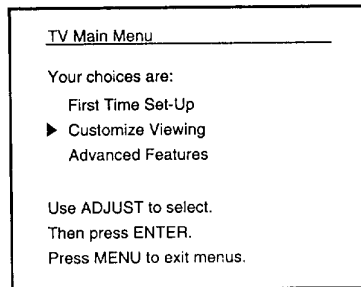 TV Main Menu
Your choices are:
First Time Set-Up
Customize Viewing
Advanced Features
Use ADJUST to select.
Then press ENTER.
Press MENU to exit menus.